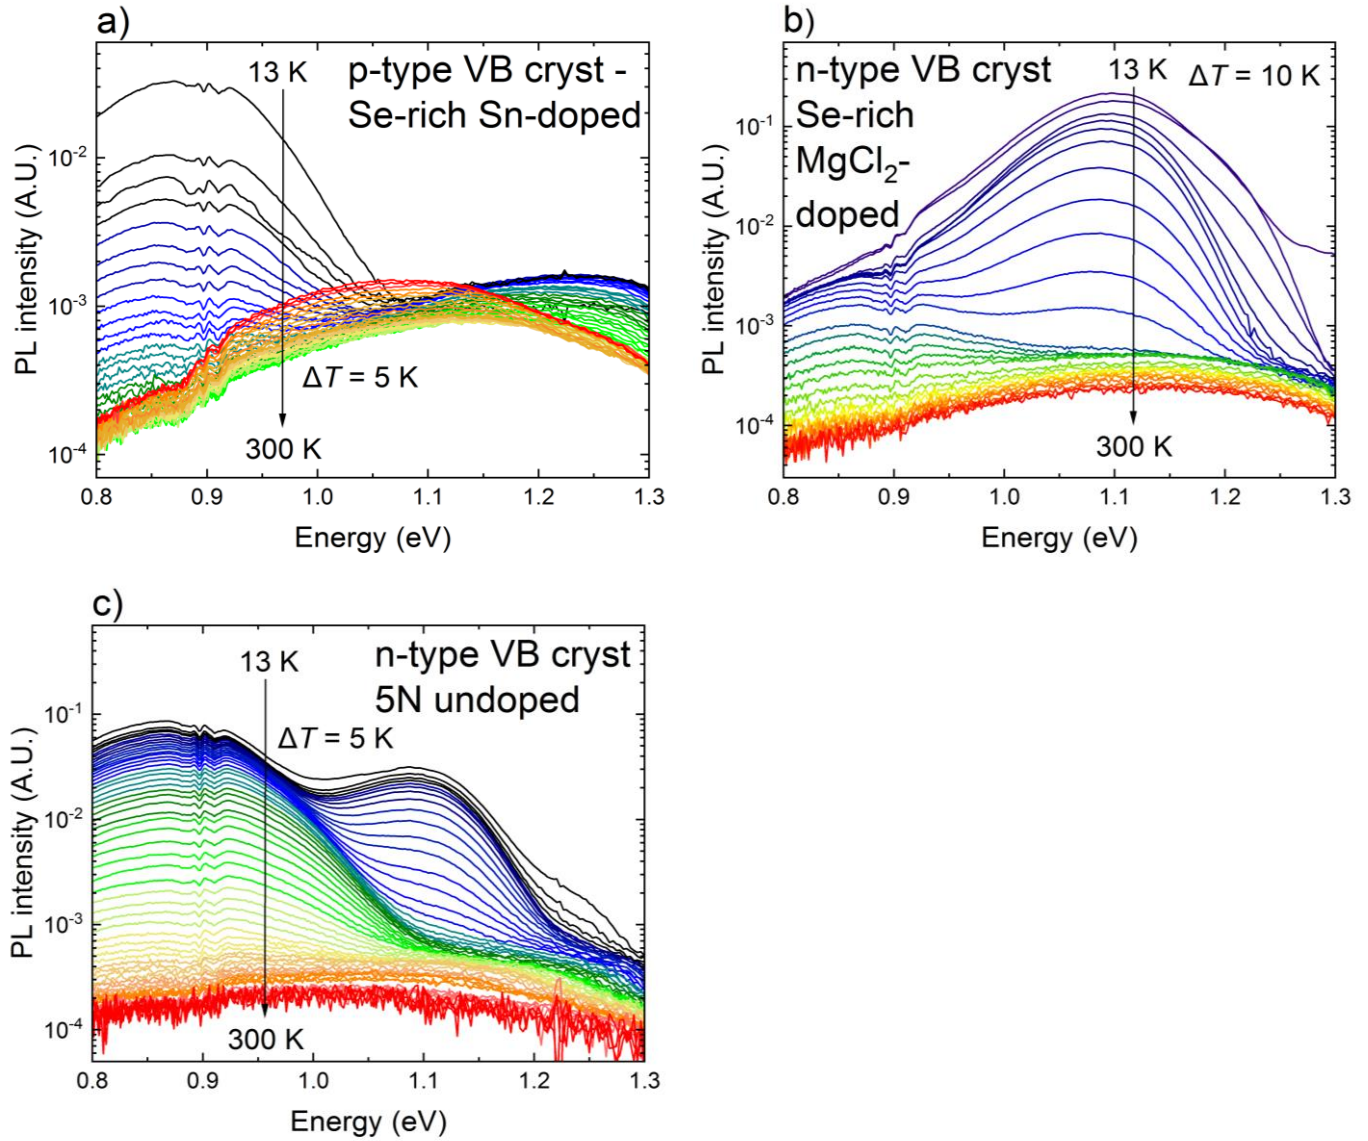 a)
13 K
p-type VB cryst -
Se-rich Sn-doped
10⁻²
10⁻³
10⁻⁴
PL intensity (A.U.)
ΔT = 5 K
300 K
0.8 0.9 1.0 1.1 1.2 1.3
Energy (eV)
b)
n-type VB cryst
Se-rich
MgCl₂-
doped
13 K
ΔT = 10 K
10⁻¹
10⁻²
10⁻³
10⁻⁴
PL intensity (A.U.)
300 K
0.8 0.9 1.0 1.1 1.2 1.3
Energy (eV)
c)
13 K
n-type VB cryst
5N undoped
ΔT = 5 K
10⁻¹
10⁻²
10⁻³
10⁻⁴
PL intensity (A.U.)
300 K
0.8 0.9 1.0 1.1 1.2 1.3
Energy (eV)